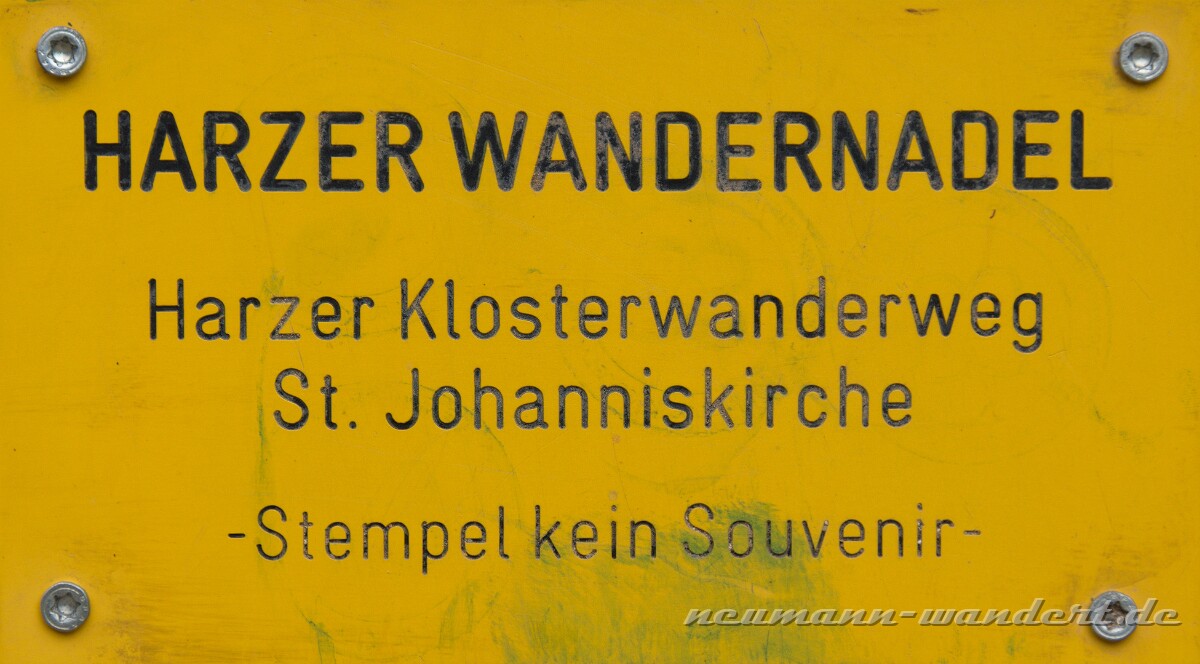 HARZER WANDERNADEL
Harzer Klosterwanderweg
St. Johanniskirche
-Stempel kein Souvenir-
neumann-wandert.de